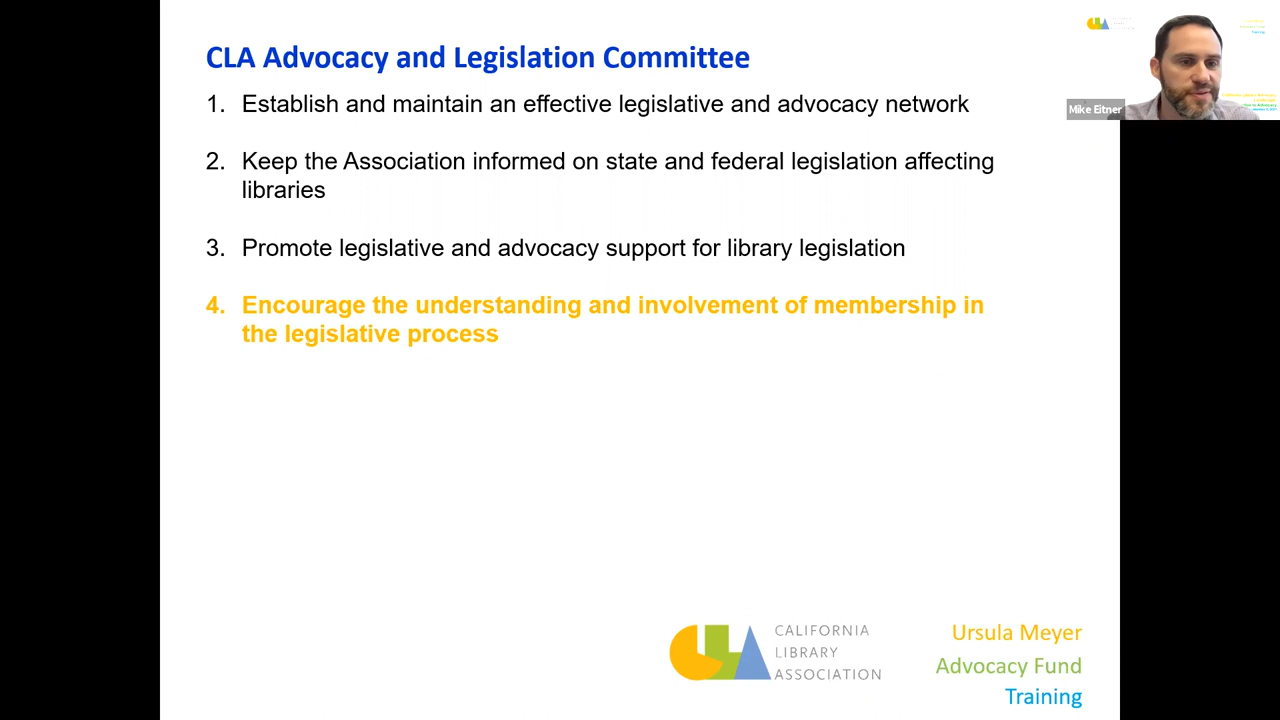 CLA Advocacy and Legislation Committee
1. Establish and maintain an effective legislative and advocacy network
2. Keep the Association informed on state and federal legislation affecting
libraries
3. Promote legislative and advocacy support for library legislation
4. Encourage the understanding and involvement of membership in
the legislative process
Mike Eitner
CALIFORNIA
LIBRARY
ASSOCIATION
Ursula Meyer
Advocacy Fund
Training